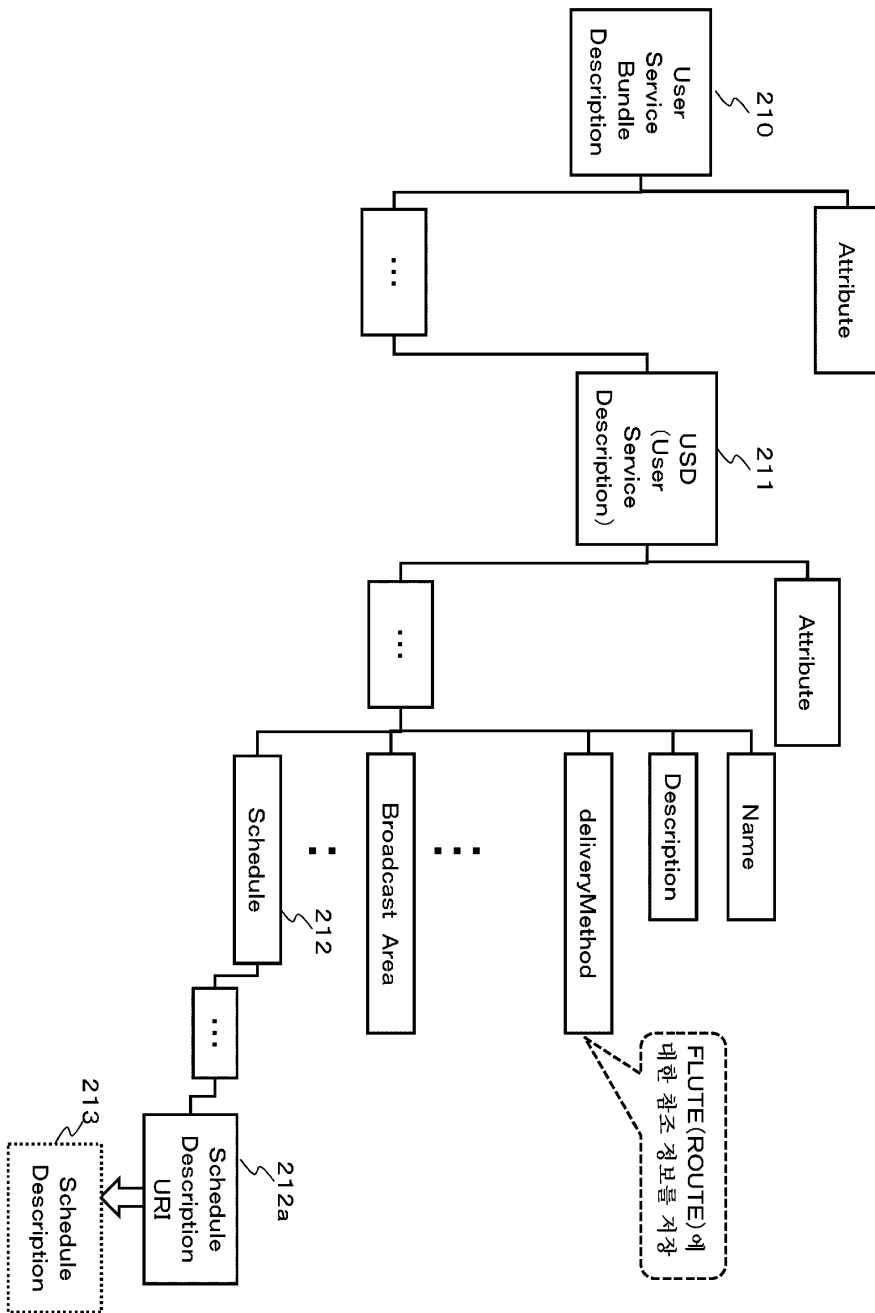 210
User
Service
Bundle
Description
Attribute
...
211
USD
(User
Service
Description)
Attribute
...
Name
Description
deliveryMethod
FLUTE(ROUTE)에
대한 참조 정보를 저장
...
Broadcast Area
..
Schedule
212
...
212a
Schedule
Description
URI
213
Schedule
Description